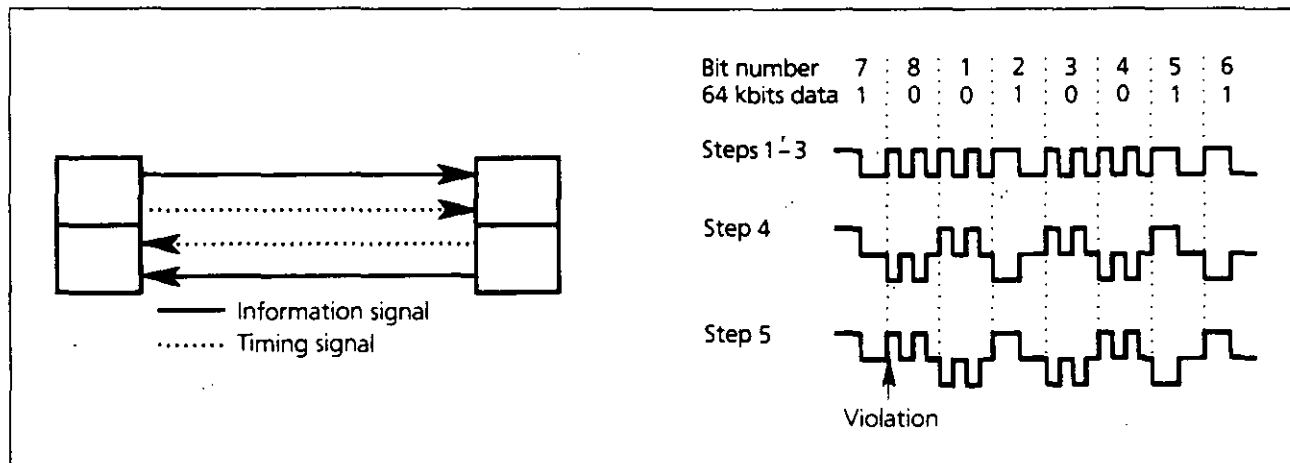 Information signal
Timing signal
Bit number 7 8 1 2 3 4 5 6
64 kbits data 1 0 0 1 0 0 1 1
Steps 1-3
Step 4
Step 5
Violation